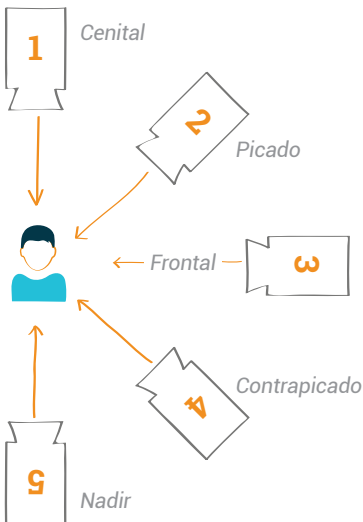 1
Cenital
2
Picado
Frontal
3
Contrapicado
4
5
Nadir